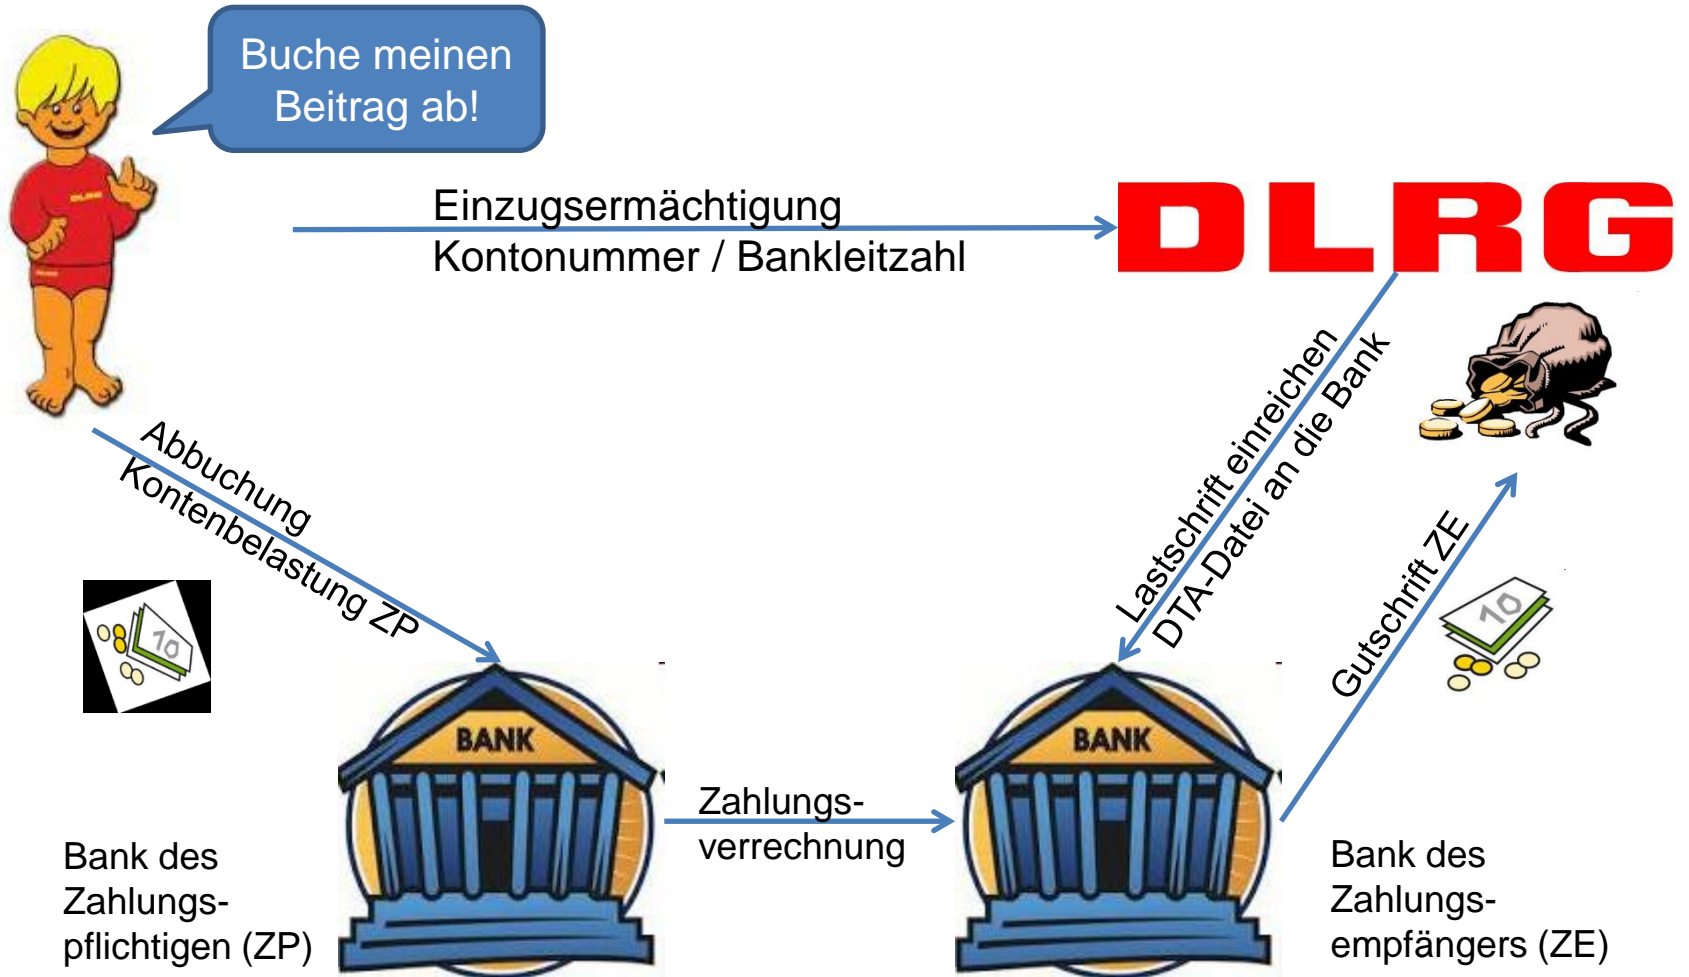 Buche meinen
Beitrag ab!
Einzugsermächtigung
Kontonummer / Bankleitzahl
DLRG
Abbuchung
Kontenbelastung ZP
Lastschrift einreichen
DTA-Datei an die Bank
Gutschrift ZE
10
10
BANK
BANK
Zahlungs-
verrechnung
Bank des
Zahlungs-
pflichtigen (ZP)
Bank des
Zahlungs-
empfängers (ZE)